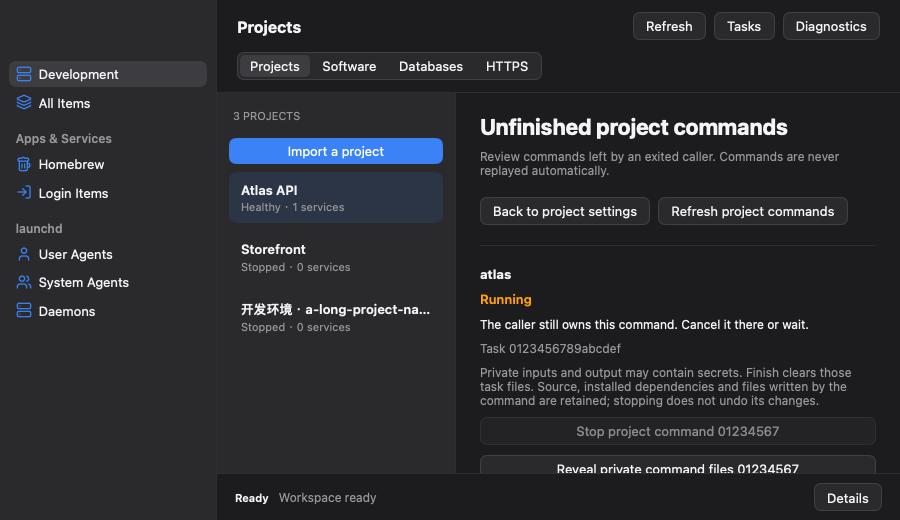 Projects
Refresh
Tasks
Diagnostics
Projects
Software
Databases
HTTPS
Development
All Items
Apps & Services
Homebrew
Login Items
launchd
User Agents
System Agents
Daemons
3 PROJECTS
Import a project
Atlas API
Healthy · 1 services
Storefront
Stopped · 0 services
开发环境 · a-long-project-na...
Stopped · 0 services
Unfinished project commands
Review commands left by an exited caller. Commands are never
replayed automatically.
Back to project settings
Refresh project commands
atlas
Running
The caller still owns this command. Cancel it there or wait.
Task 0123456789abcdef
Private inputs and output may contain secrets. Finish clears those
task files. Source, installed dependencies and files written by the
command are retained; stopping does not undo its changes.
Stop project command 01234567
Reveal private command files 01234567
Ready
Workspace ready
Details